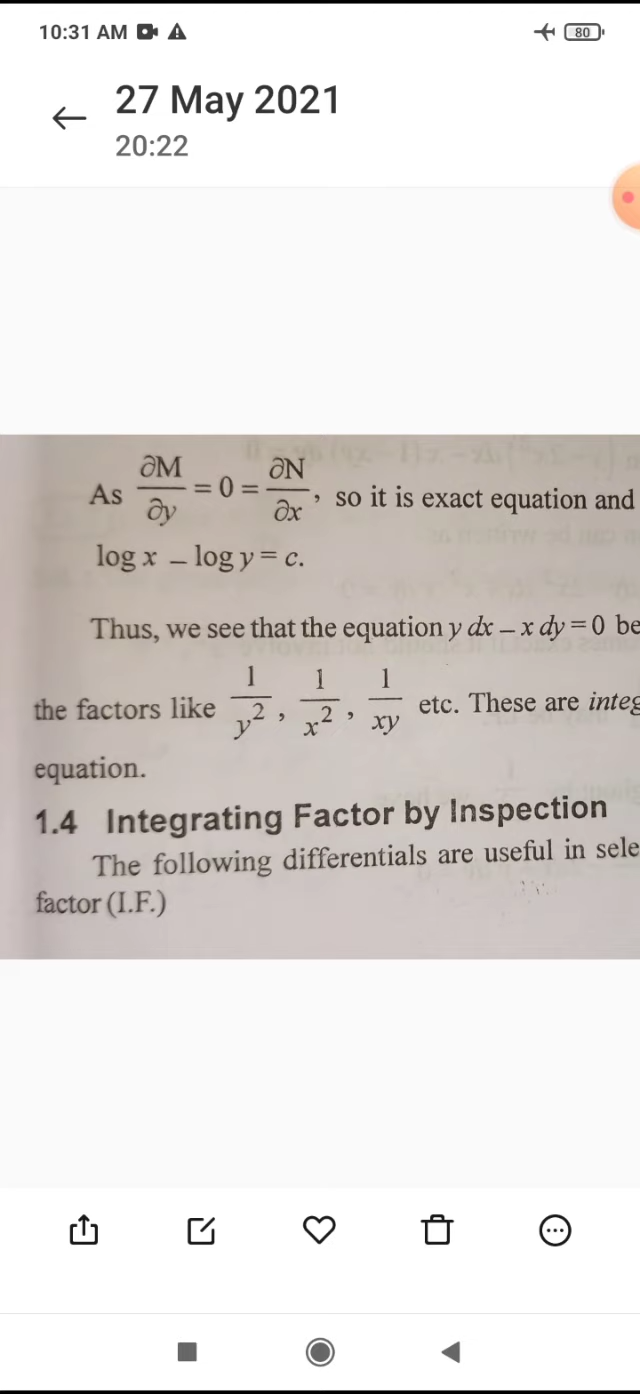 10:31 AM
80
27 May 2021
20:22
As ∂M/∂y = 0 = ∂N/∂x, so it is exact equation and
log x – log y = c.
Thus, we see that the equation y dx – x dy = 0 be
the factors like 1/y², 1/x², 1/xy etc. These are integ
equation.
1.4 Integrating Factor by Inspection
The following differentials are useful in sele
factor (I.F.)